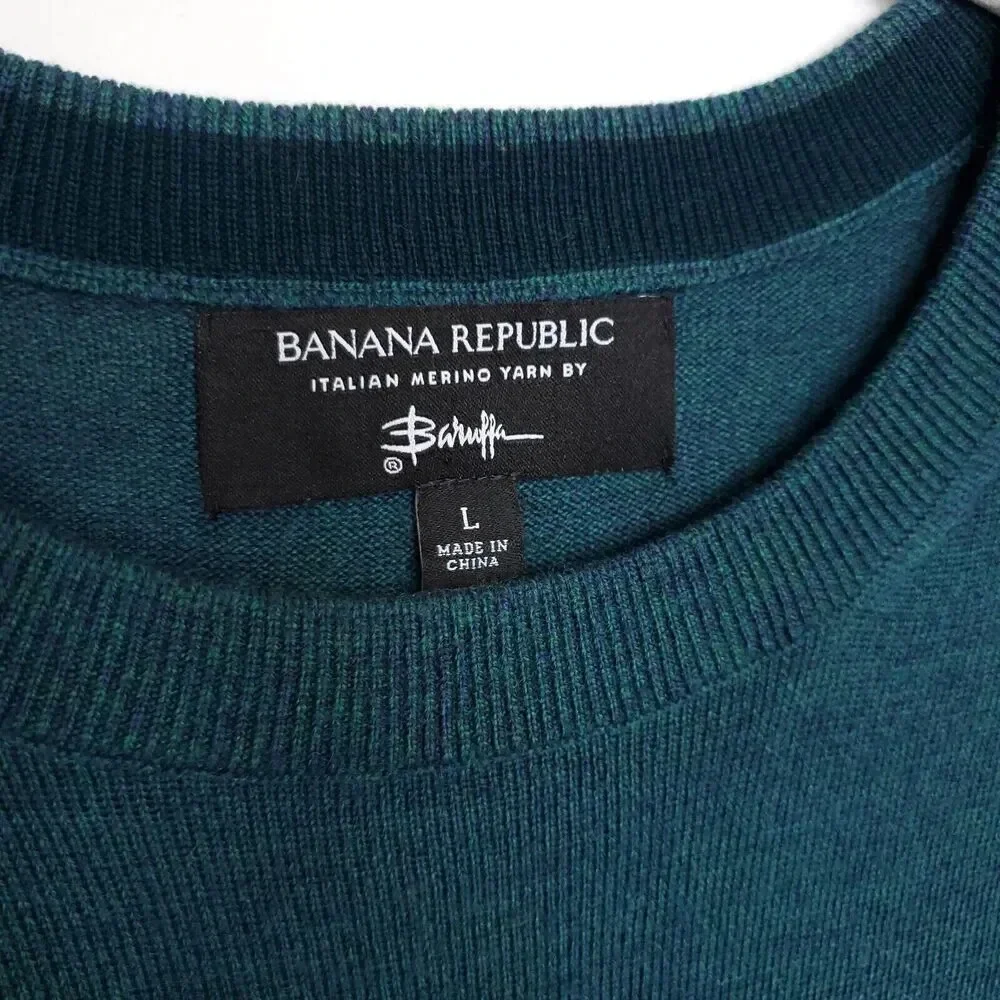 BANANA REPUBLIC
ITALIAN MERINO YARN BY
Baruffa
®
L
MADE IN
CHINA